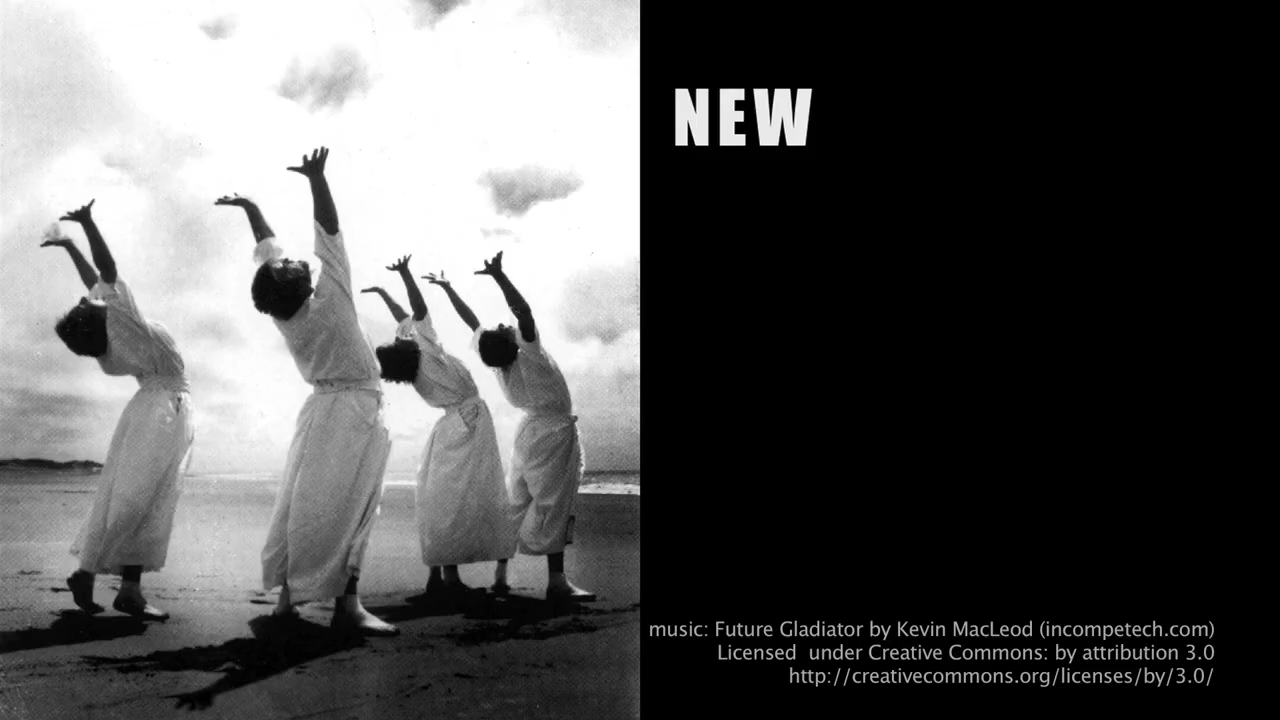 NEW
music: Future Gladiator by Kevin MacLeod (incompetech.com)
Licensed  under Creative Commons: by attribution 3.0
http://creativecommons.org/licenses/by/3.0/